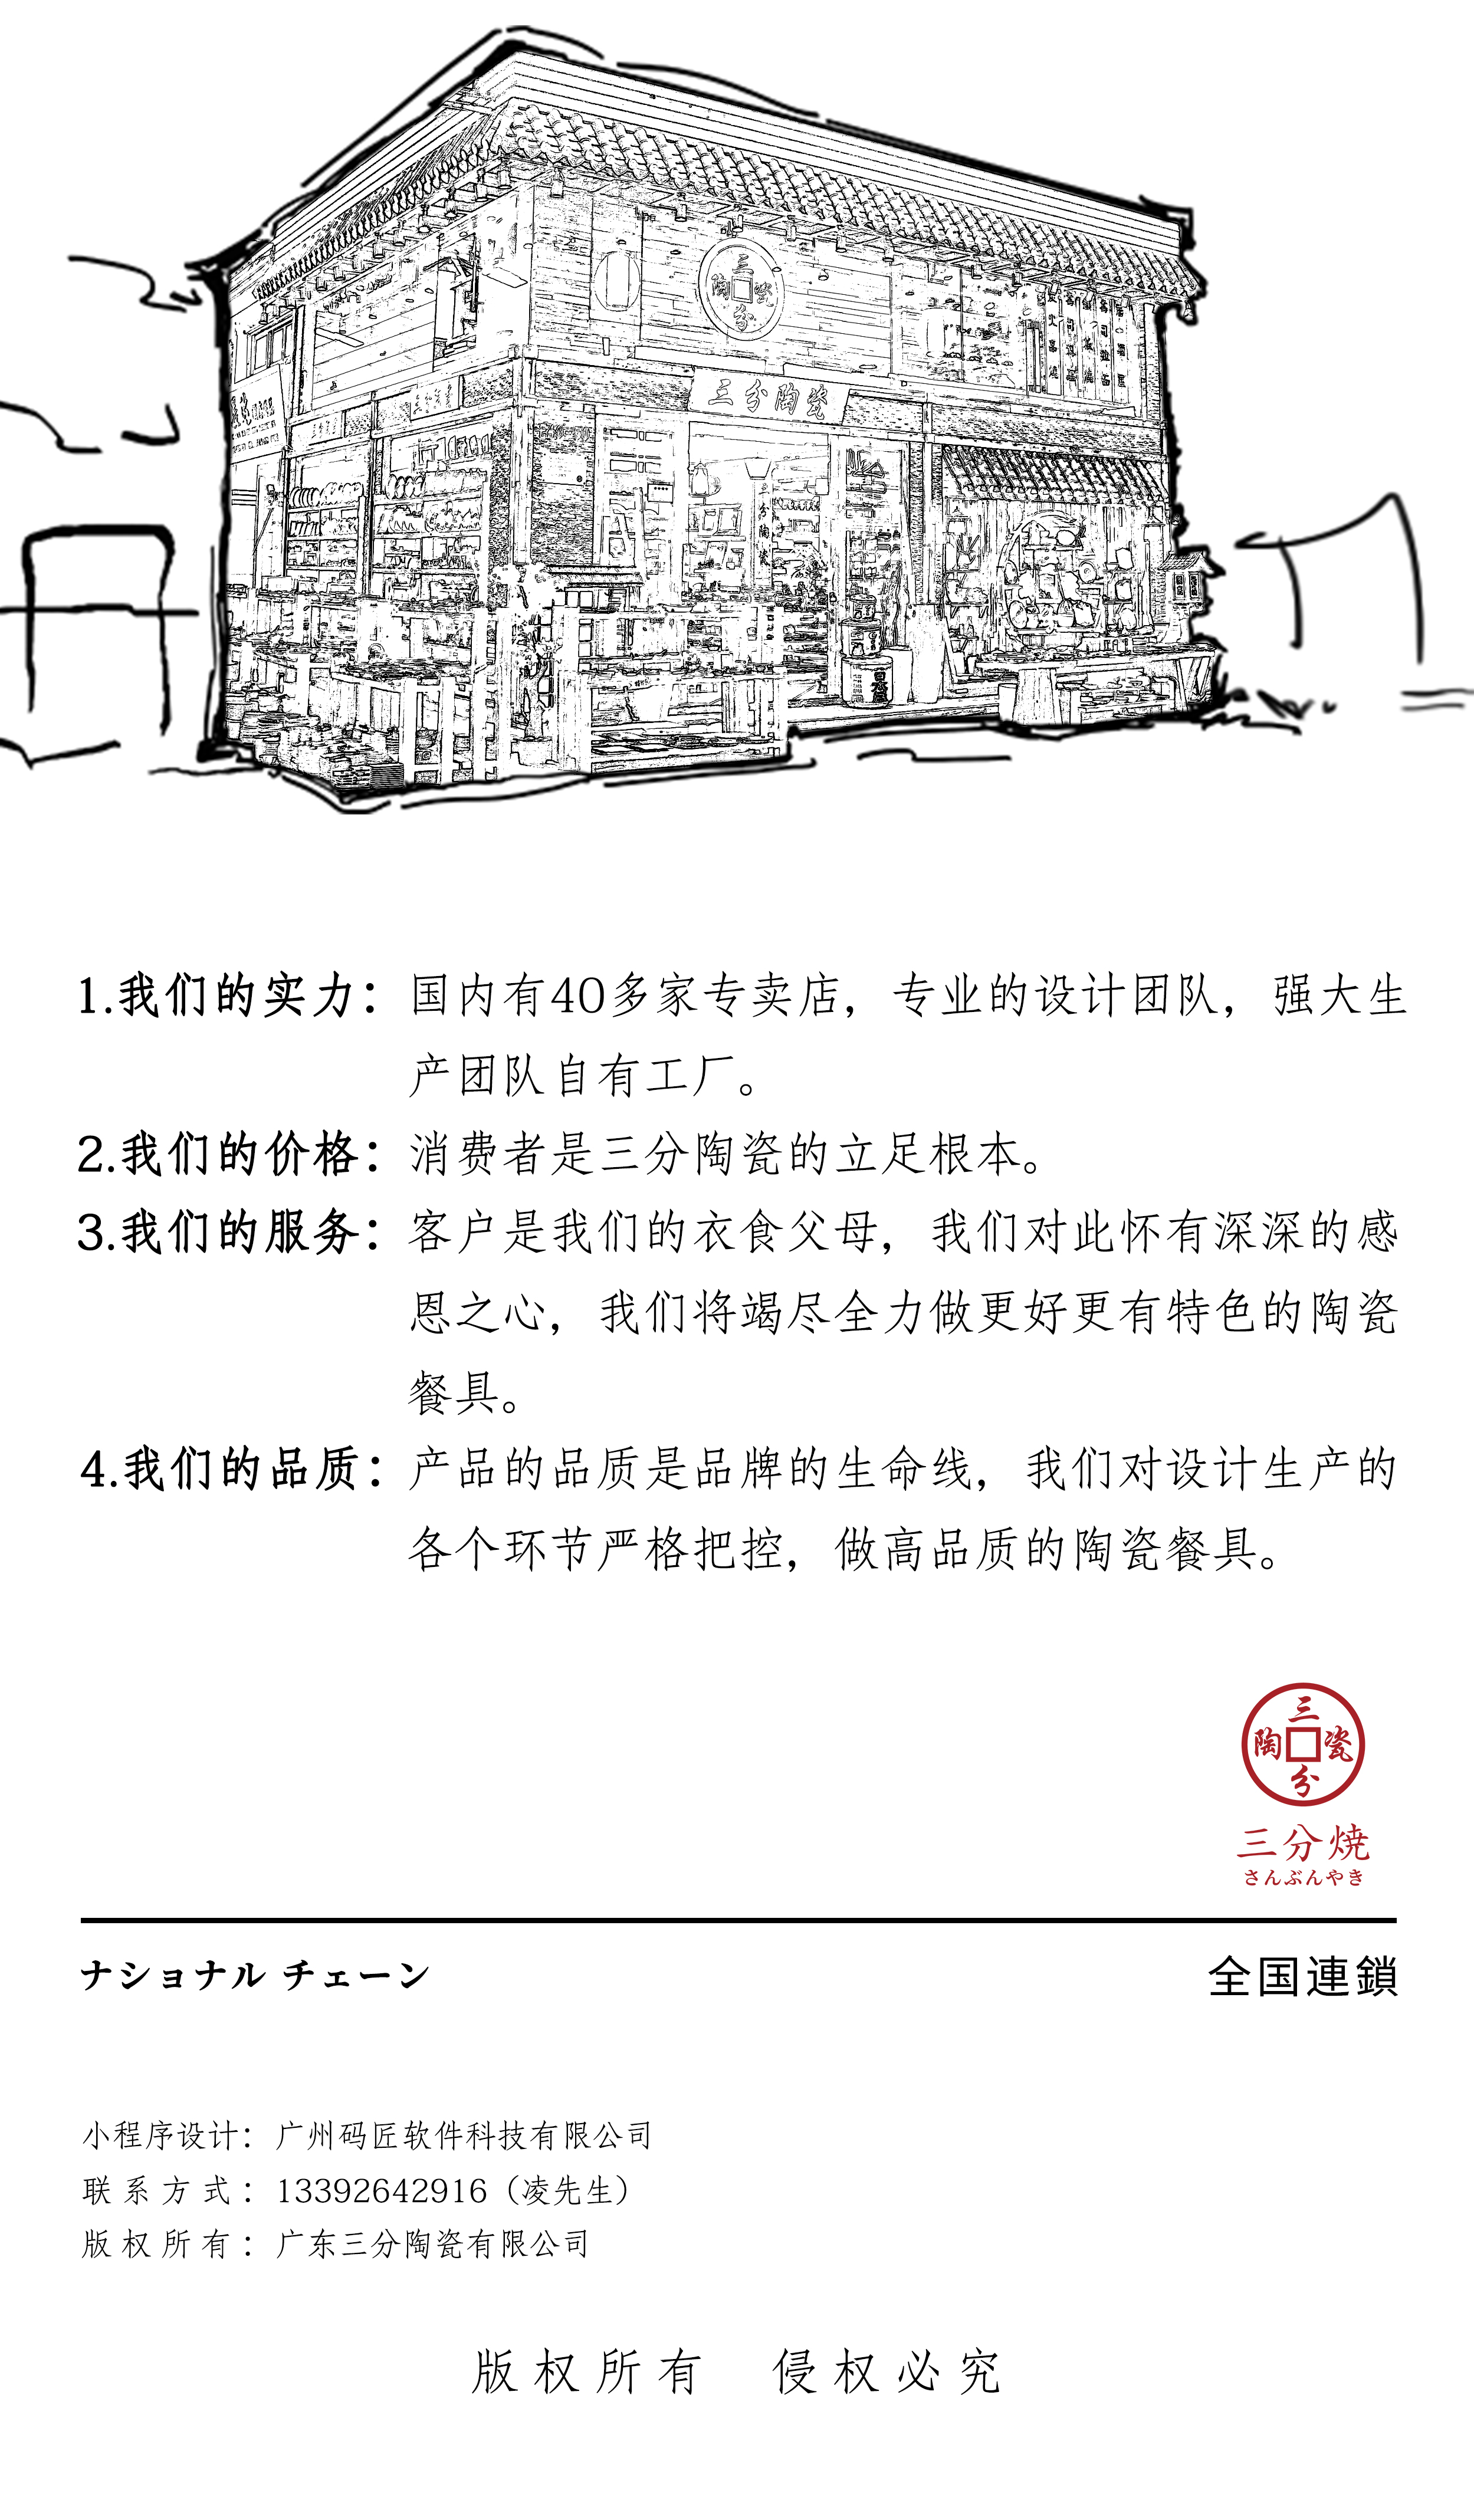 三
陶 瓷
分
三分陶瓷
三分陶瓷
1.我们的实力：国内有40多家专卖店，专业的设计团队，强大生
产团队自有工厂。
2.我们的价格：消费者是三分陶瓷的立足根本。
3.我们的服务：客户是我们的衣食父母，我们对此怀有深深的感
恩之心，我们将竭尽全力做更好更有特色的陶瓷
餐具。
4.我们的品质：产品的品质是品牌的生命线，我们对设计生产的
各个环节严格把控，做高品质的陶瓷餐具。
三
陶 瓷
分
三分焼
さんぶんやき
ナショナル チェーン
全国連鎖
小程序设计：广州码匠软件科技有限公司
联系方式：13392642916（凌先生）
版权所有：广东三分陶瓷有限公司
版权所有 侵权必究